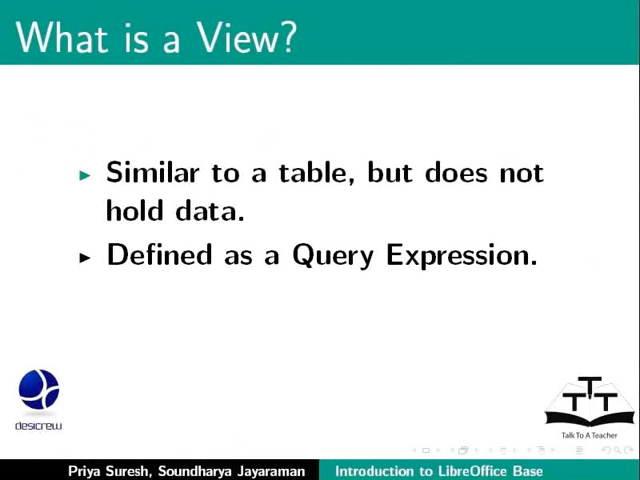 What is a View?
Similar to a table, but does not
hold data.
Defined as a Query Expression.
desicrew
T T T
Talk To A Teacher
Priya Suresh, Soundharya Jayaraman
Introduction to LibreOffice Base